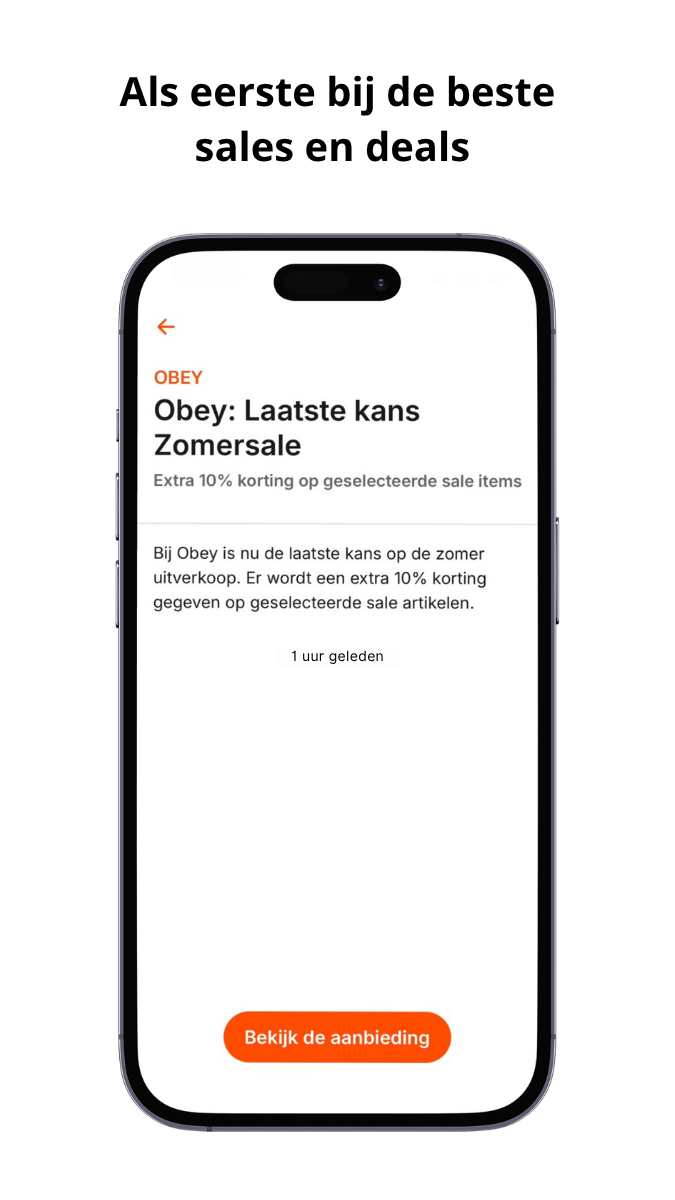 Als eerste bij de beste
sales en deals
OBEY
Obey: Laatste kans
Zomersale
Extra 10% korting op geselecteerde sale items
Bij Obey is nu de laatste kans op de zomer
uitverkoop. Er wordt een extra 10% korting
gegeven op geselecteerde sale artikelen.
1 uur geleden
Bekijk de aanbieding